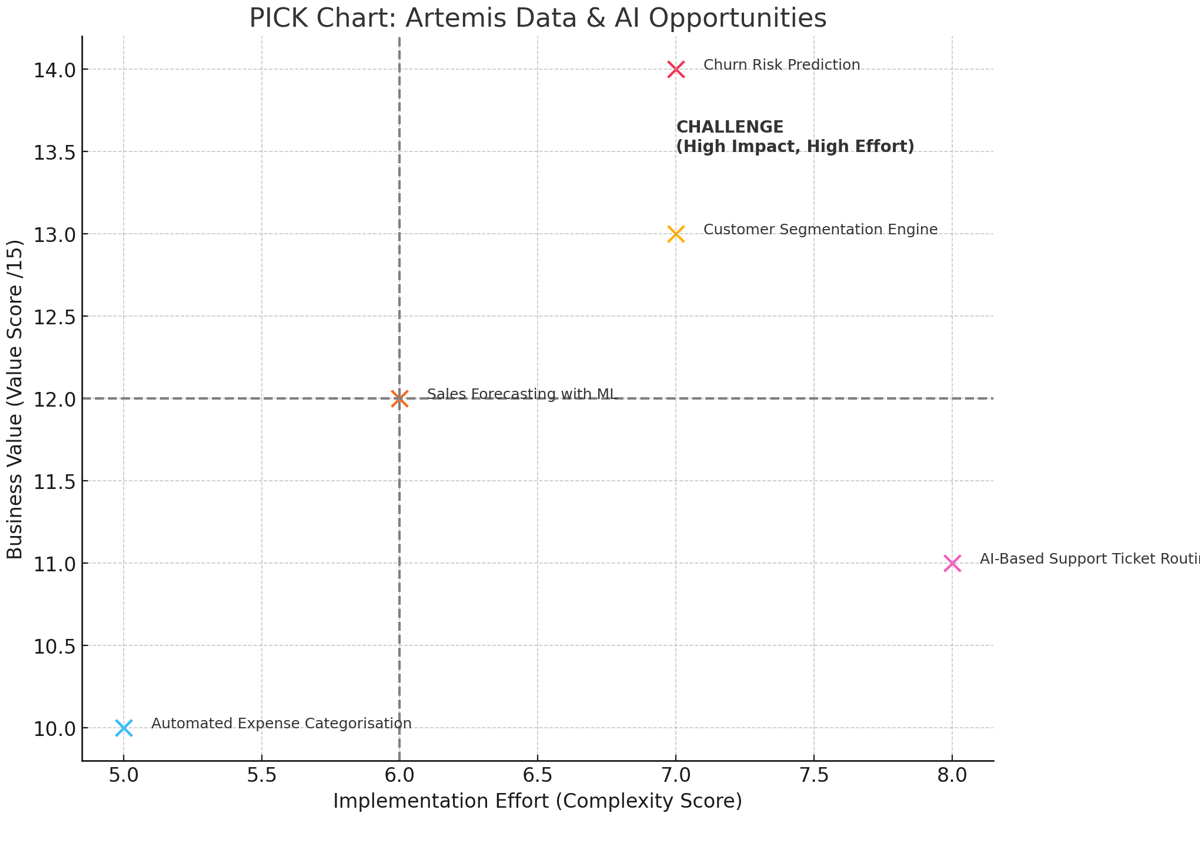 PICK Chart: Artemis Data & AI Opportunities
Business Value (Value Score /15)
14.0
13.5
13.0
12.5
12.0
11.5
11.0
10.5
10.0
Churn Risk Prediction
CHALLENGE
(High Impact, High Effort)
Customer Segmentation Engine
Sales Forecasting with ML
AI-Based Support Ticket
Automated Expense Categorisation
5.0 5.5 6.0 6.5 7.0 7.5 8.0
Implementation Effort (Complexity Score)